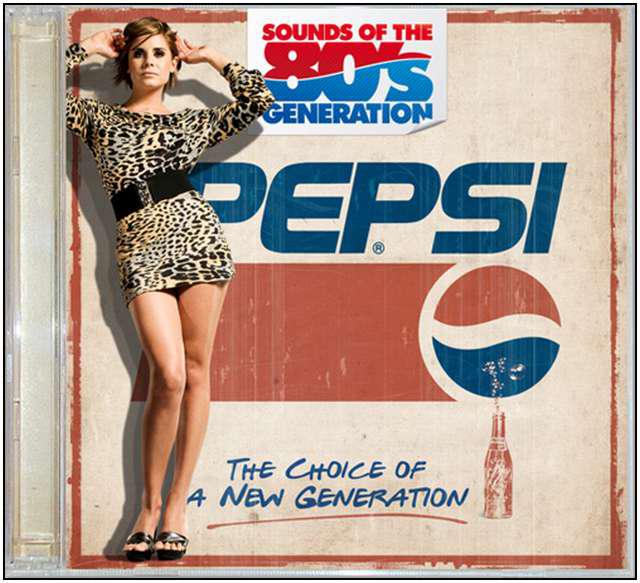 SOUNDS OF THE
80's
GENERATION
PEPSI
®
THE CHOICE OF
A NEW GENERATION